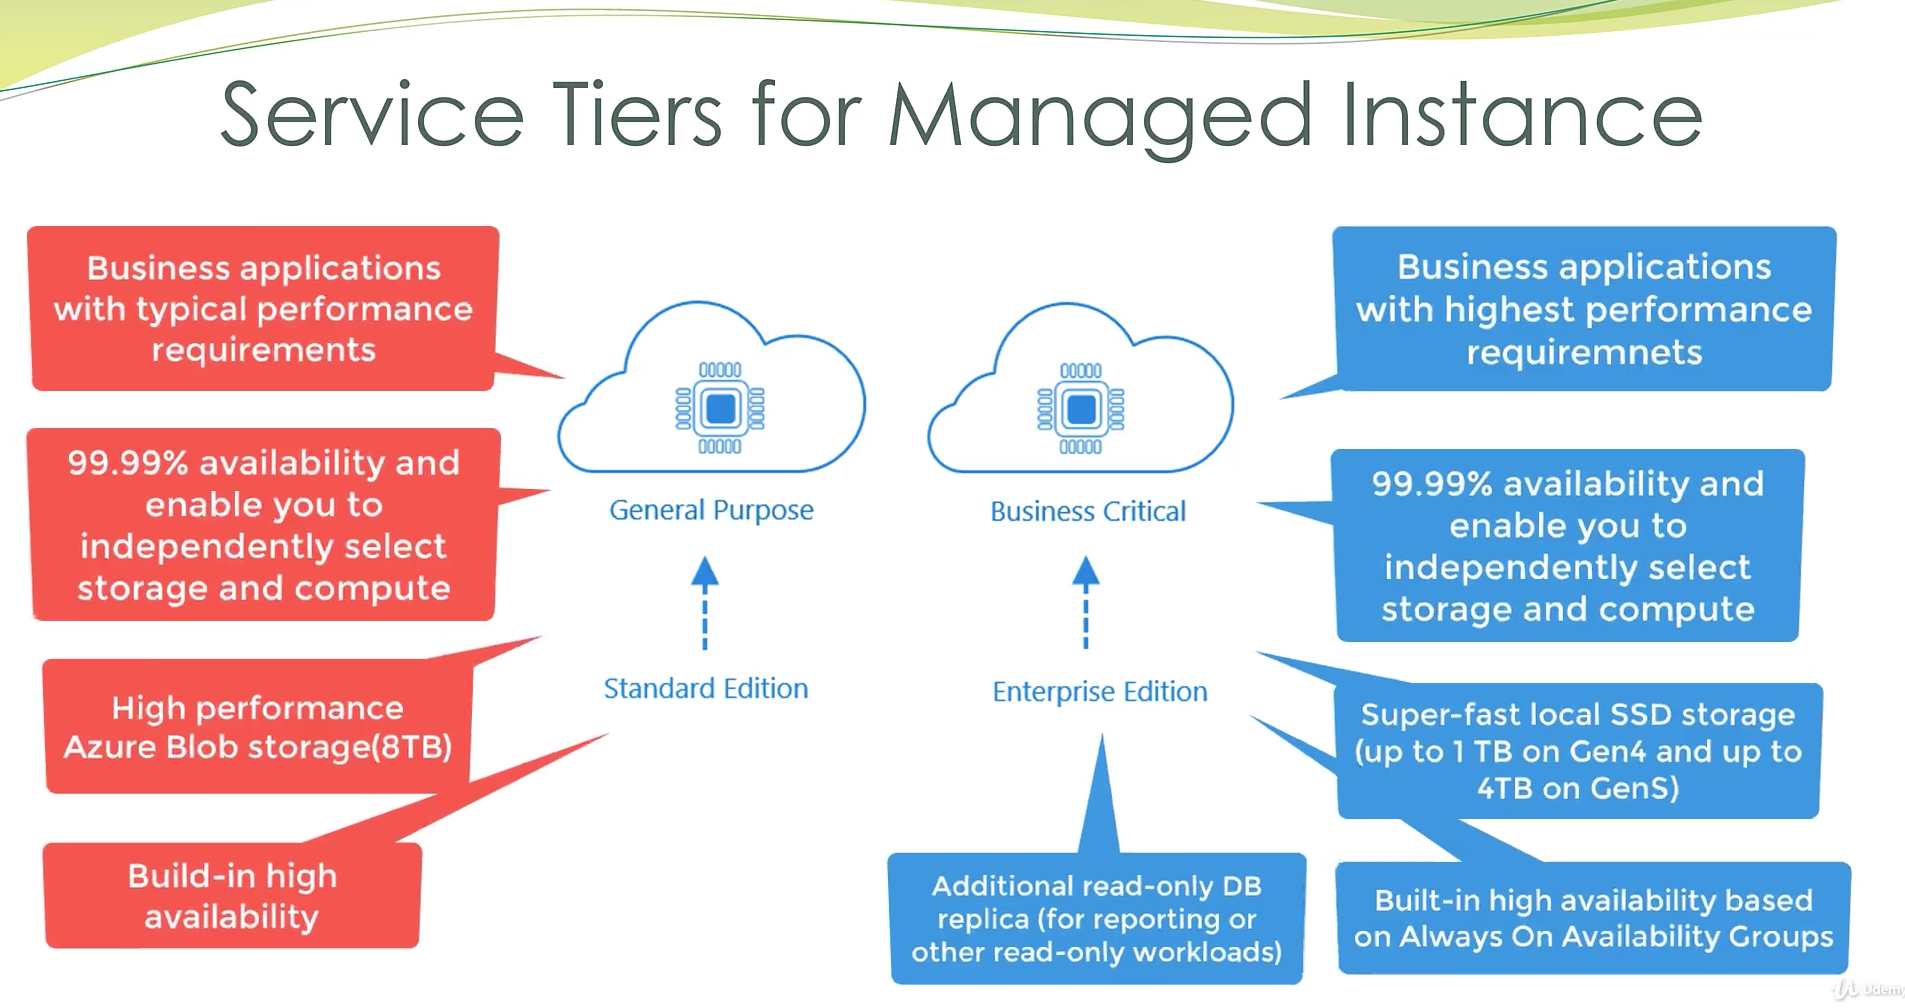 Service Tiers for Managed Instance
Business applications
with typical performance
requirements
99.99% availability and
enable you to
independently select
storage and compute
High performance
Azure Blob storage(8TB)
Build-in high
availability
General Purpose
Standard Edition
Business Critical
Enterprise Edition
Additional read-only DB
replica (for reporting or
other read-only workloads)
Business applications
with highest performance
requiremnets
99.99% availability and
enable you to
independently select
storage and compute
Super-fast local SSD storage
(up to 1 TB on Gen4 and up to
4TB on GenS)
Built-in high availability based
on Always On Availability Groups
Udemy